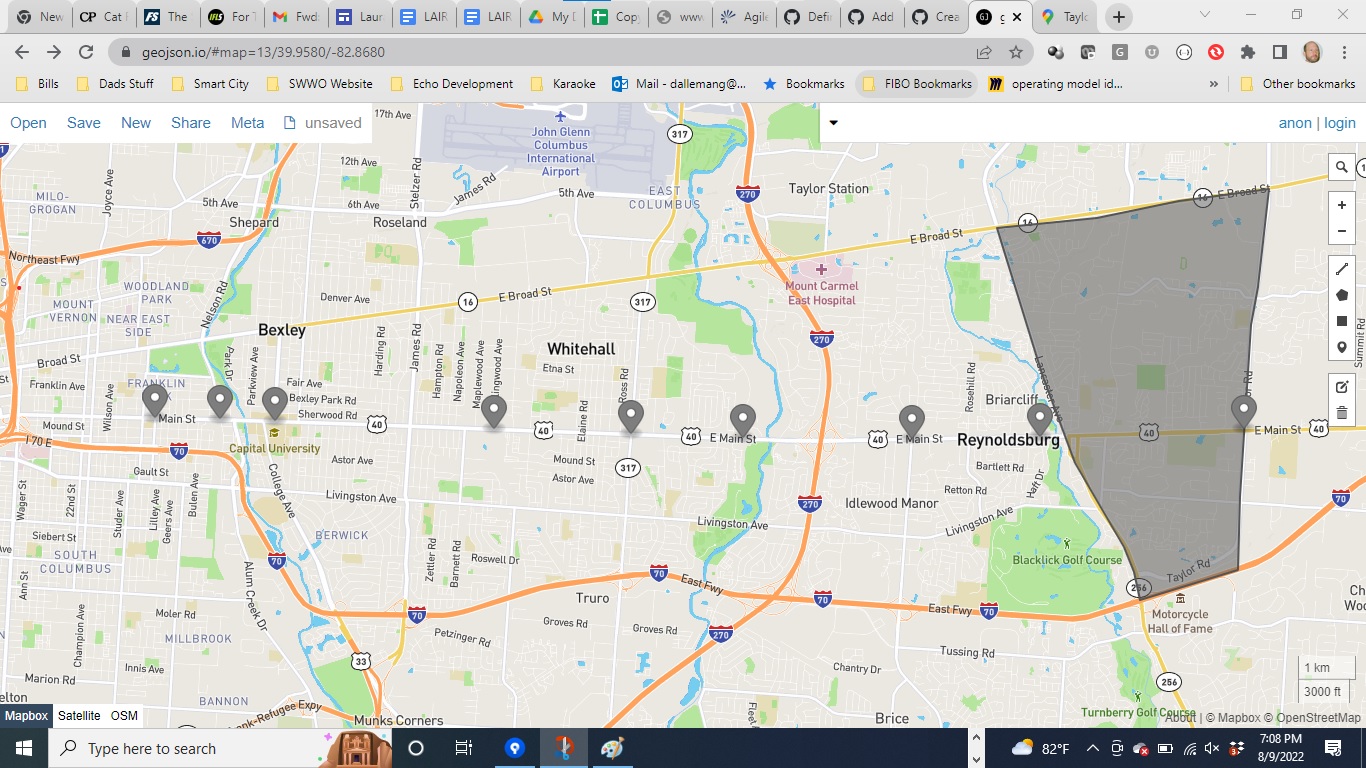 New
Cat
The
For T
Fwd:
Laur
LAIR
LAIR
My D
Copy
www
Agile
Defi
Add
Crea
g
Taylo
geojson.io/#map=13/39.9580/-82.8680
Bills
Dads Stuff
Smart City
SWWO Website
Echo Development
Karaoke
Mail - dallemang@...
Bookmarks
FIBO Bookmarks
operating model id...
»
Other bookmarks
Open
Save
New
Share
Meta
unsaved
anon | login
17th Ave
John Glenn
Columbus
International
Airport
317
12th Ave
Stelzer Rd
James Rd
5th Ave
EAST
COLUMBUS
270
Taylor Station
MILO-
GROGAN
Joyce Ave
6th Ave
5th Ave
Shepard
Roseland
670
16
E Broad St
16
E Broad St
Northeast Fwy
Mount Carmel
East Hospital
WOODLAND
PARK
Nelson Rd
Denver Ave
16
E Broad St
317
MOUNT
VERNON
NEAR EAST
SIDE
Bexley
Whitehall
270
Summit Rd
Broad St
Park Dr
Parkview Ave
Harding Rd
James Rd
Hampton Rd
Napoleon Ave
Maplewood Ave
Etna St
Ross Rd
Rosehill Rd
Lancaster Ave
Franklin Ave
FRANKLIN
Fair Ave
Bexley Park Rd
Sherwood Rd
Briarcliff
Wilson Ave
Main St
Mound St
40
40
Elaine Rd
40
E Main St
40
E Main St
Reynoldsburg
40
E Main St
40
I 70 E
70
Capital University
Astor Ave
Mound St
Astor Ave
317
Bartlett Rd
Haft Dr
Gault St
Livingston Ave
College Ave
Retton Rd
70
Wager St
22nd St
Studer Ave
Lilley Ave
Geers Ave
Bulen Ave
Idlewood Manor
270
Livingston Ave
Livingston Ave
Siebert St
BERWICK
SOUTH
COLUMBUS
70
Zettler Rd
Barnett Rd
Roswell Dr
70
East Fwy
Blacklick Golf Course
Taylor Rd
256
Ann St
Alum Creek Dr
Truro
70
East Fwy
70
Motorcycle
Hall of Fame
Moler Rd
70
Groves Rd
Groves Rd
270
MILLBROOK
Petzinger Rd
Champion Ave
Tussing Rd
33
Innis Ave
Chantry Dr
1 km
3000 ft
Marion Rd
256
BANNON
Mapbox
Satellite
OSM
Munks Corners
Brice
Turnberry Golf Course
About | © Mapbox © OpenStreetMap
Type here to search
82°F
7:08 PM
8/9/2022